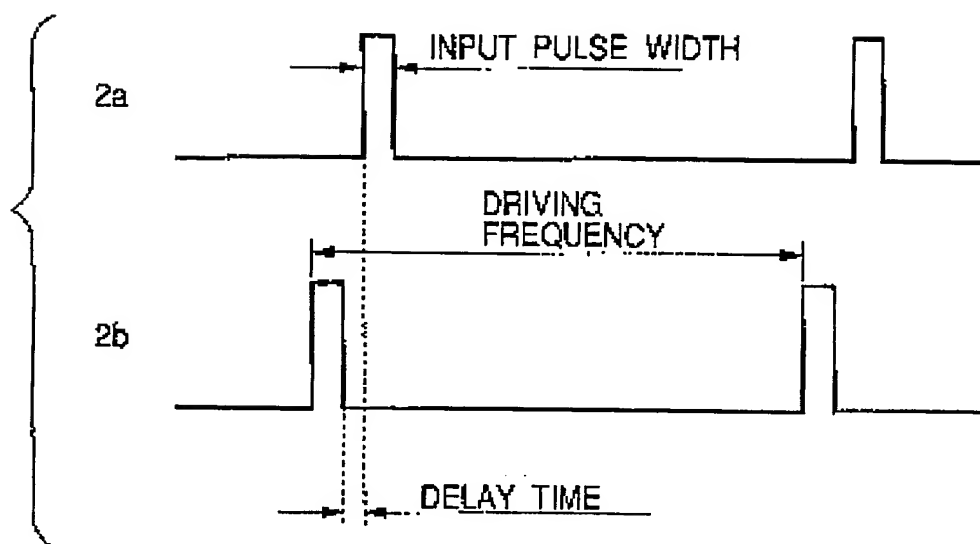 INPUT PULSE WIDTH
2a
DRIVING
FREQUENCY
2b
DELAY TIME